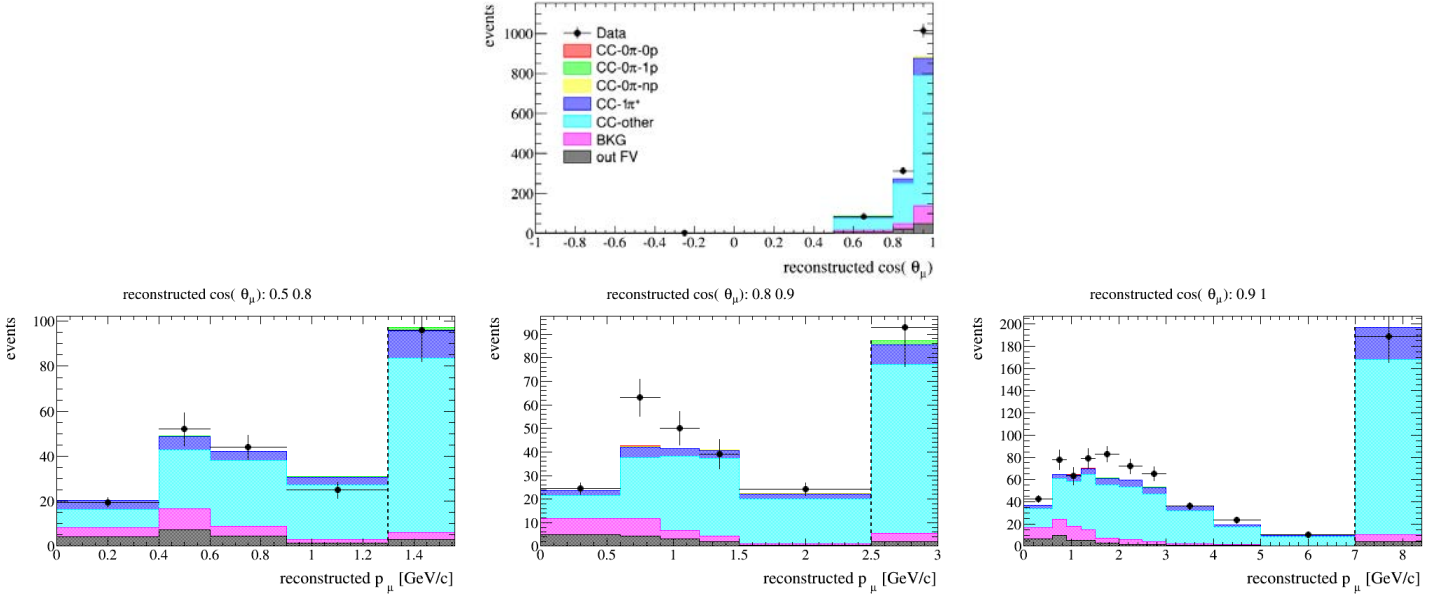 events
1000
800
600
400
200
0
Data
CC-0π-0p
CC-0π-1p
CC-0π-np
CC-1π⁺
CC-other
BKG
out FV
-1 -0.8 -0.6 -0.4 -0.2 0 0.2 0.4 0.6 0.8 1
reconstructed cos( θμ)
reconstructed cos( θμ): 0.5 0.8
events
100
80
60
40
20
0
0 0.2 0.4 0.6 0.8 1 1.2 1.4
reconstructed pμ [GeV/c]
reconstructed cos( θμ): 0.8 0.9
events
90
80
70
60
50
40
30
20
10
0
0 0.5 1 1.5 2 2.5 3
reconstructed pμ [GeV/c]
reconstructed cos( θμ): 0.9 1
events
200
180
160
140
120
100
80
60
40
20
0
0 1 2 3 4 5 6 7 8
reconstructed pμ [GeV/c]